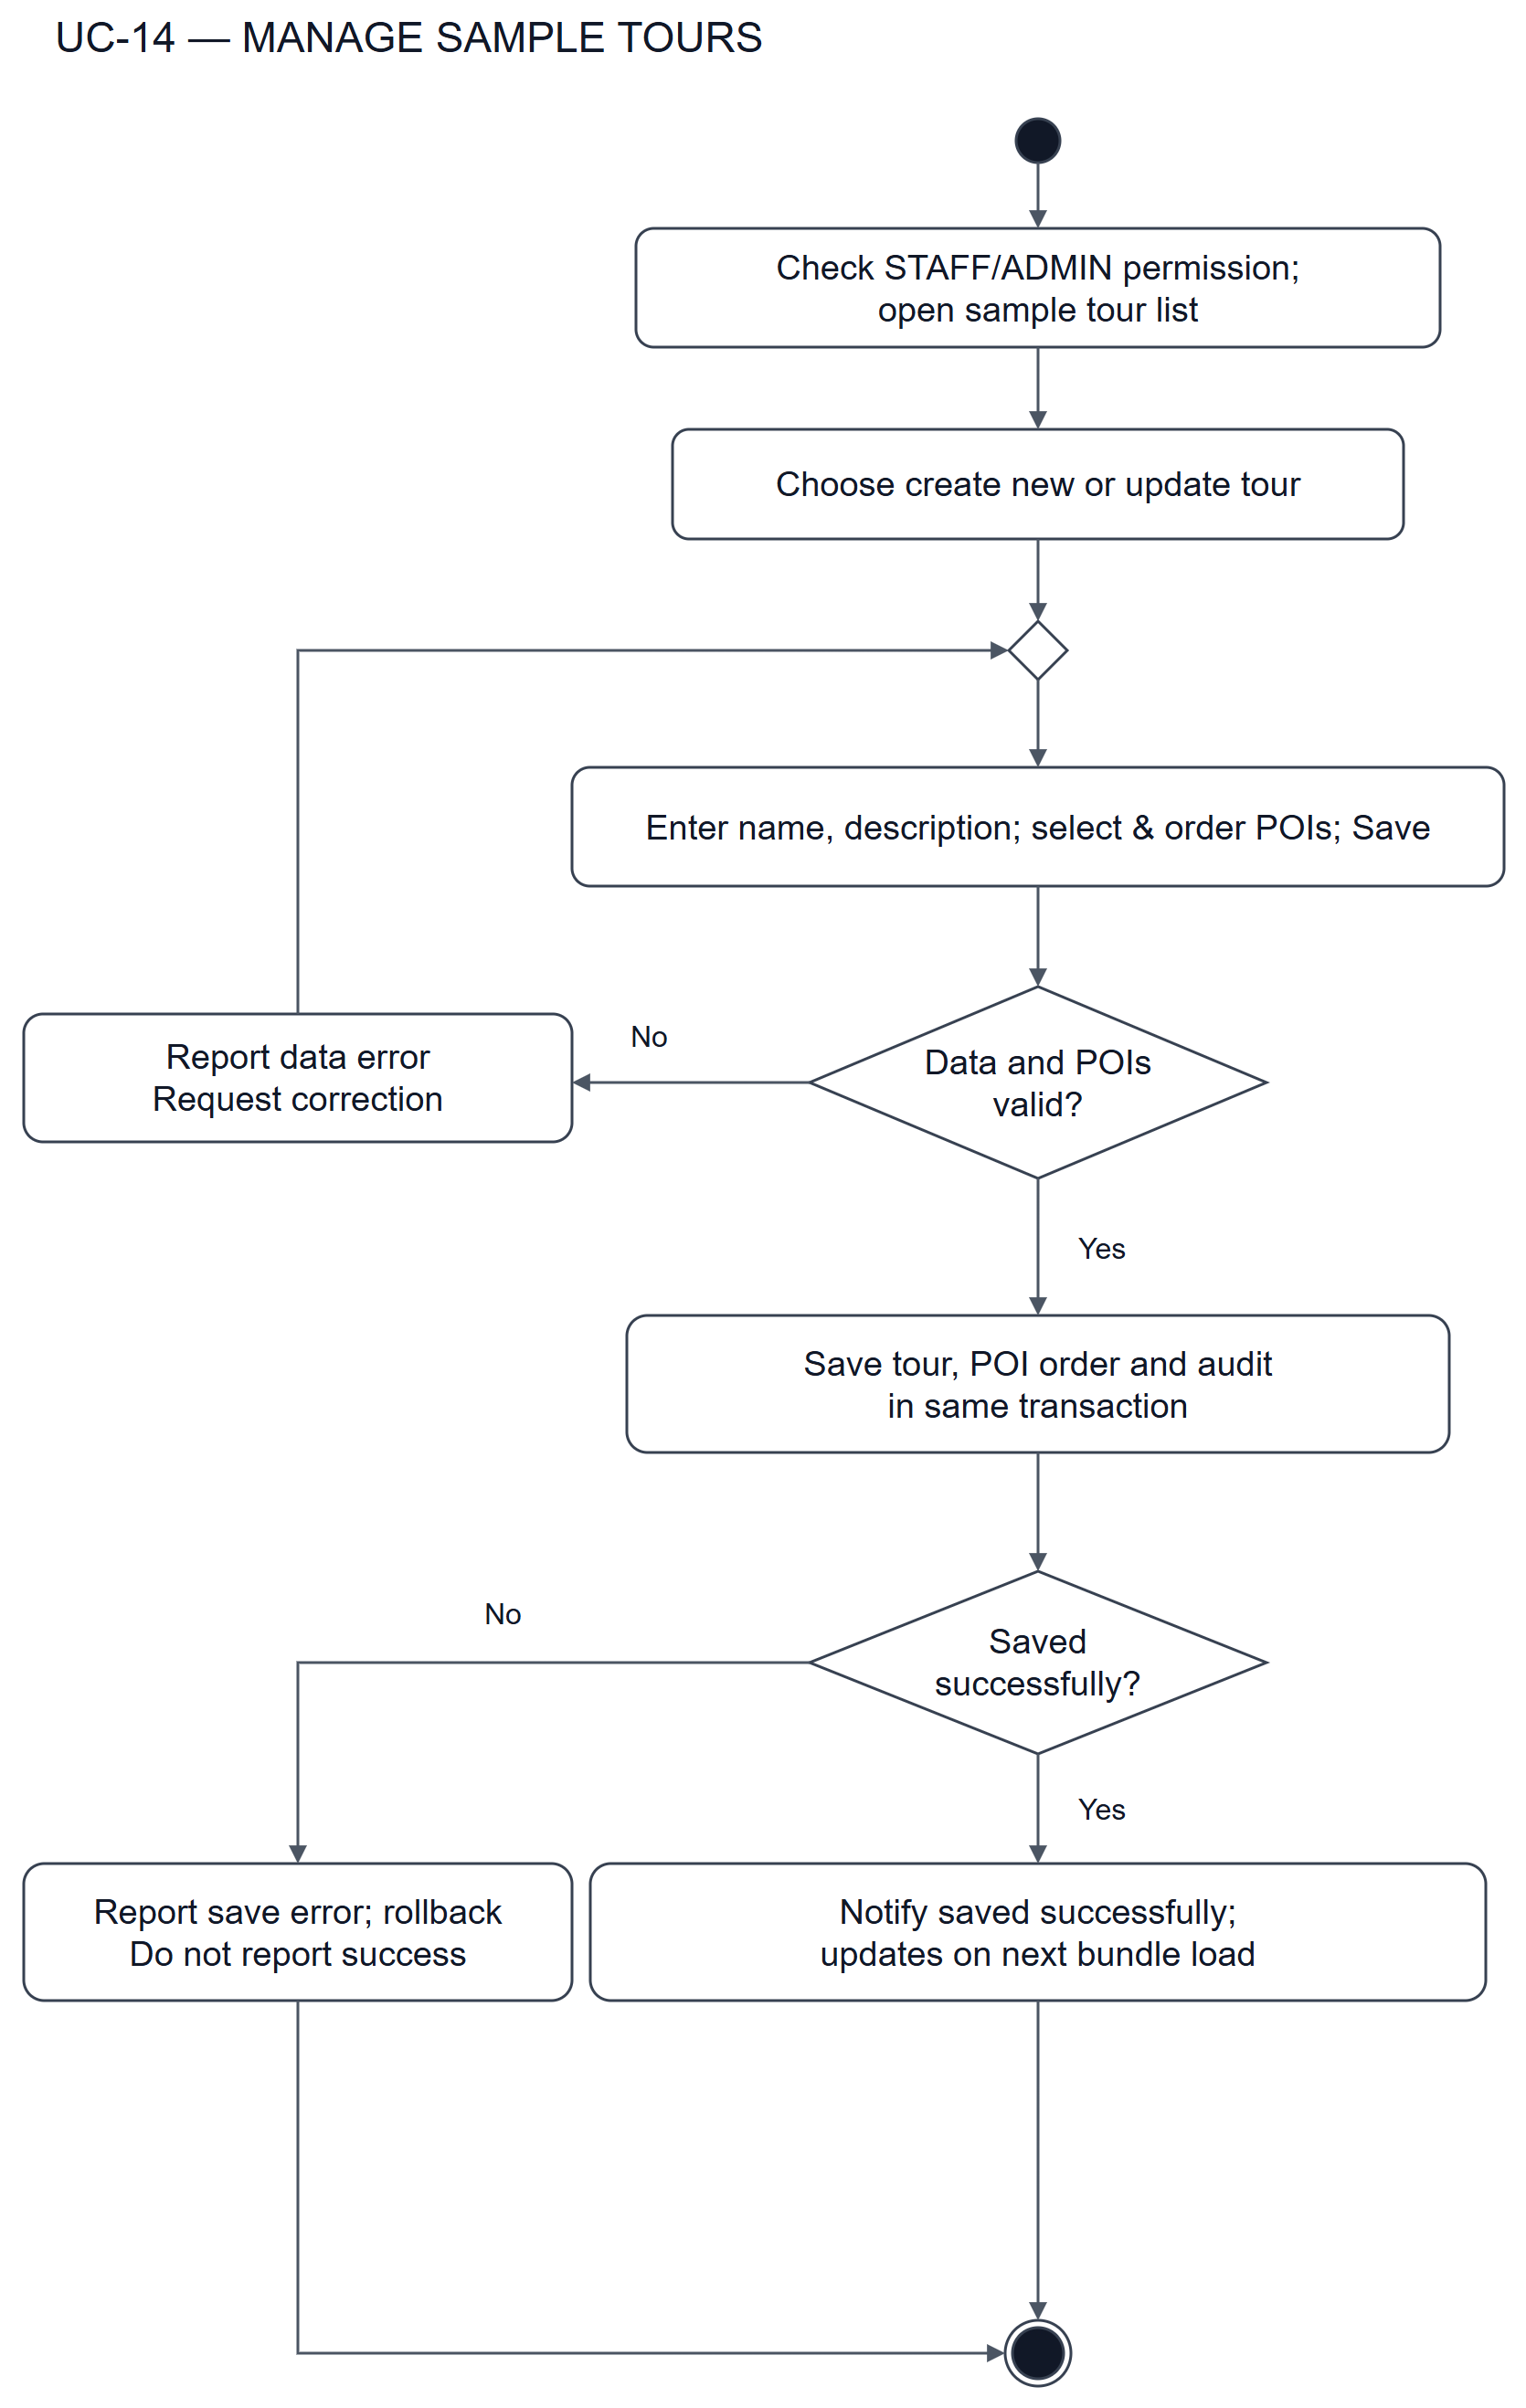 UC-14 — MANAGE SAMPLE TOURS
Check STAFF/ADMIN permission;
open sample tour list
Choose create new or update tour
Enter name, description; select & order POIs; Save
Data and POIs
valid?
No
Report data error
Request correction
Yes
Save tour, POI order and audit
in same transaction
Saved
successfully?
No
Yes
Report save error; rollback
Do not report success
Notify saved successfully;
updates on next bundle load